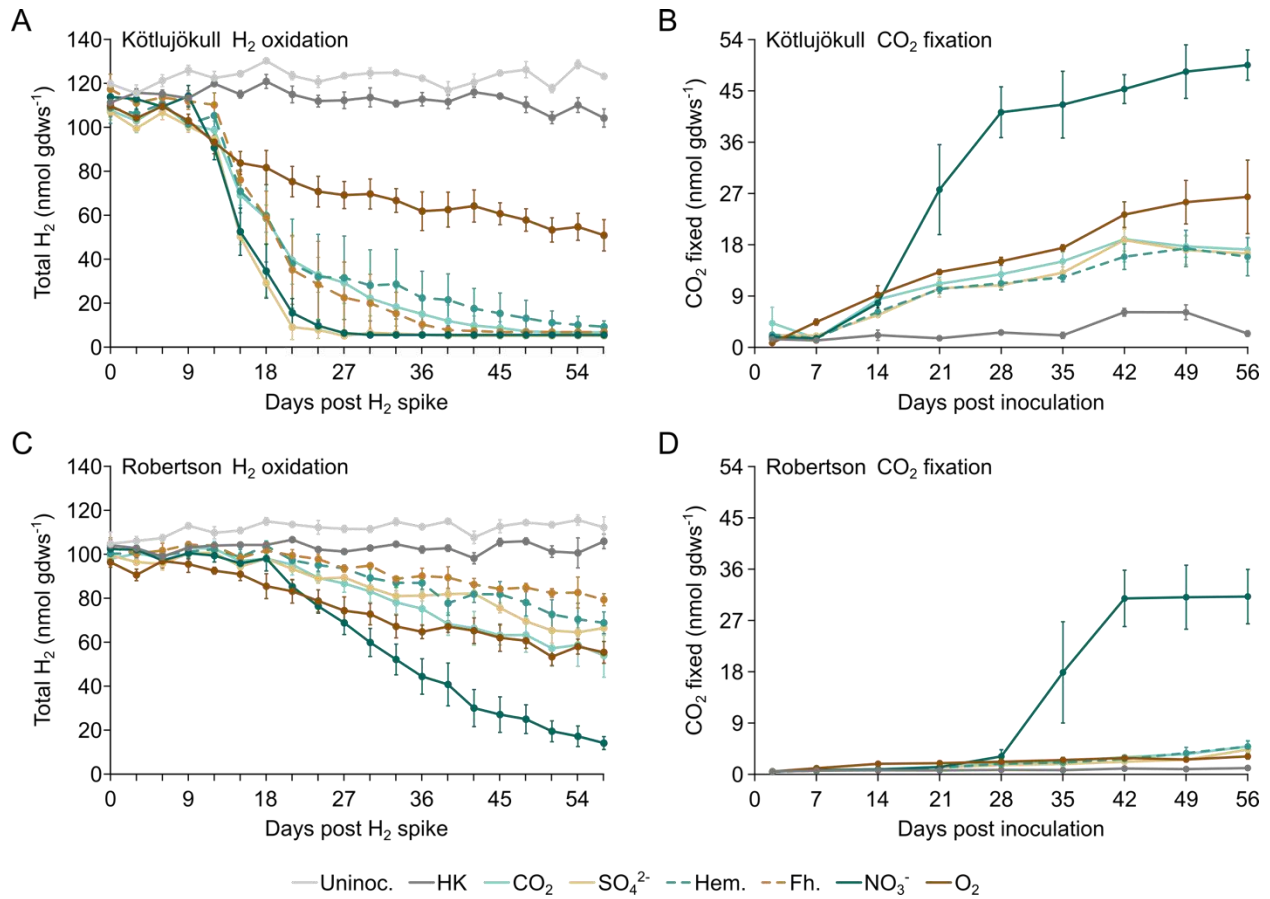 A
Kötlujökull H₂ oxidation
140
120
100
80
60
40
20
0
Total H₂ (nmol gdws⁻¹)
0 9 18 27 36 45 54
Days post H₂ spike
B
Kötlujökull CO₂ fixation
54
45
36
27
18
9
0
CO₂ fixed (nmol gdws⁻¹)
0 7 14 21 28 35 42 49 56
Days post inoculation
C
Robertson H₂ oxidation
140
120
100
80
60
40
20
0
Total H₂ (nmol gdws⁻¹)
0 9 18 27 36 45 54
Days post H₂ spike
D
Robertson CO₂ fixation
54
45
36
27
18
9
0
CO₂ fixed (nmol gdws⁻¹)
0 7 14 21 28 35 42 49 56
Days post inoculation
Uninoc. HK CO₂ SO₄²⁻ Hem. Fh. NO₃⁻ O₂